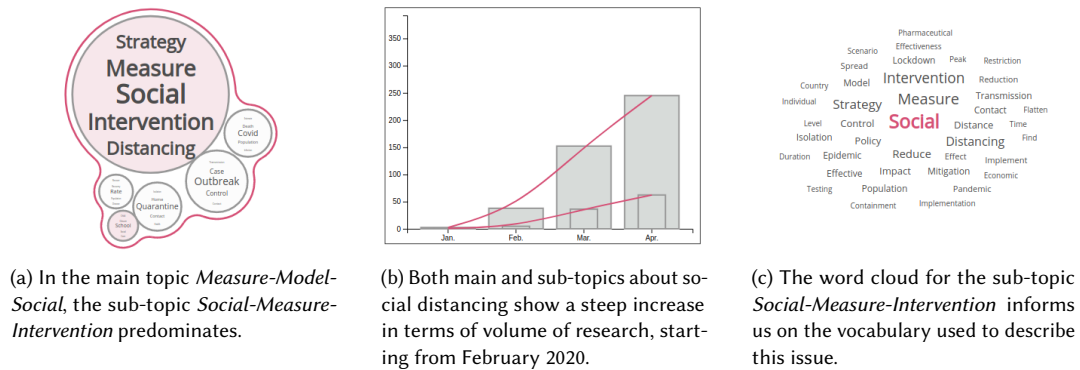 Strategy
Measure
Social
Intervention
Distancing
Covid
Population
Case
Outbreak
Control
Rate
Home
Quarantine
Contact
School
350
300
250
200
150
100
50
0
Jan.
Feb.
Mar.
Apr.
Pharmaceutical
Scenario Effectiveness
Lockdown Peak Restriction
Spread
Country Model Intervention Reduction
Individual Strategy Measure Transmission
Contact Flatten
Level Control Social Distance Time
Isolation Policy Distancing Find
Duration Epidemic Reduce Effect Implement
Effective Impact Mitigation Economic
Testing Population Pandemic
Containment Implementation
(a) In the main topic Measure-Model-
Social, the sub-topic Social-Measure-
Intervention predominates.
(b) Both main and sub-topics about so-
cial distancing show a steep increase
in terms of volume of research, start-
ing from February 2020.
(c) The word cloud for the sub-topic
Social-Measure-Intervention informs
us on the vocabulary used to describe
this issue.